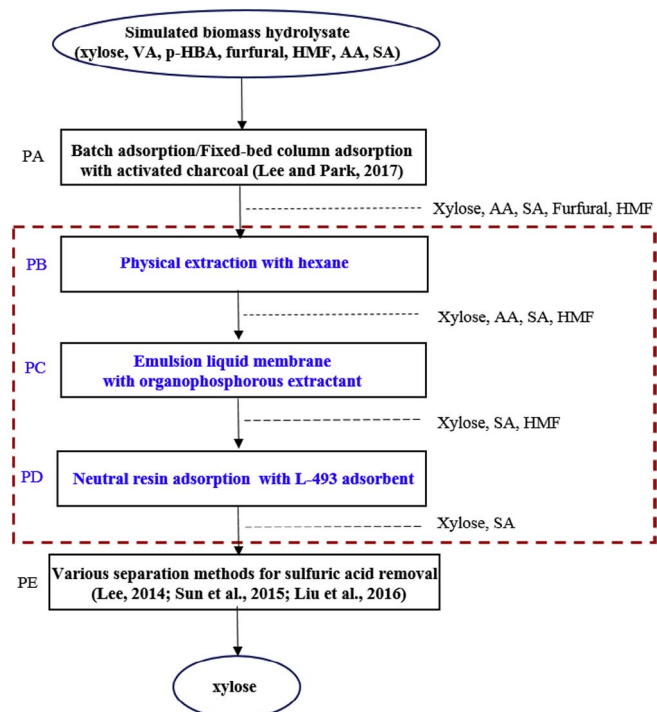 Simulated biomass hydrolysate
(xylose, VA, p-HBA, furfural, HMF, AA, SA)
PA
Batch adsorption/Fixed-bed column adsorption
with activated charcoal (Lee and Park, 2017)
Xylose, AA, SA, Furfural, HMF
PB
Physical extraction with hexane
Xylose, AA, SA, HMF
PC
Emulsion liquid membrane
with organophosphorous extractant
Xylose, SA, HMF
PD
Neutral resin adsorption with L-493 adsorbent
Xylose, SA
PE
Various separation methods for sulfuric acid removal
(Lee, 2014; Sun et al., 2015; Liu et al., 2016)
xylose